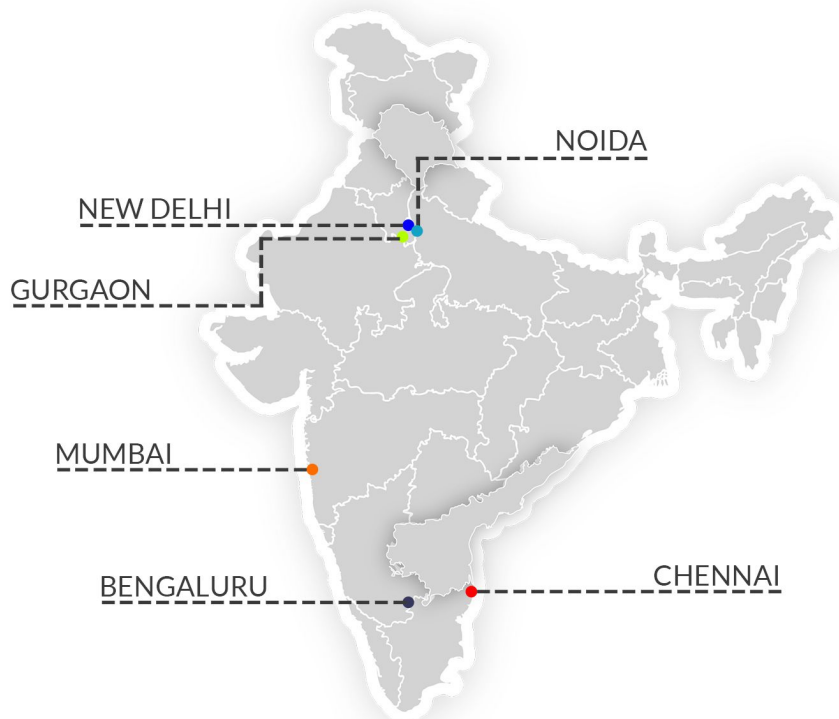 NOIDA
NEW DELHI
GURGAON
MUMBAI
CHENNAI
BENGALURU